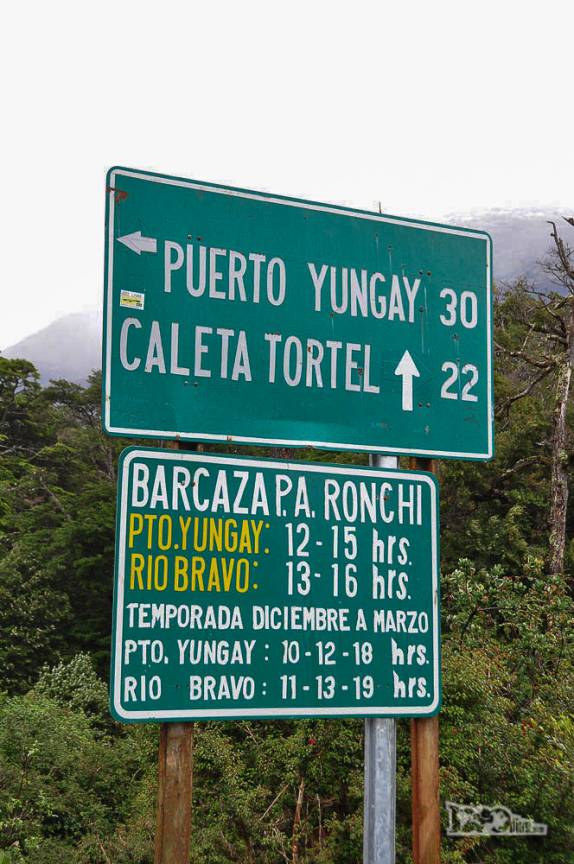 PUERTO YUNGAY 30
CALETA TORTEL 22
BARCAZA P.A. RONCHI
PTO. YUNGAY: 12 - 15 hrs.
RIO BRAVO: 13 - 16 hrs.
TEMPORADA DICIEMBRE A MARZO
PTO. YUNGAY : 10 - 12 - 18 hrs.
RIO BRAVO : 11 - 13 - 19 hrs.